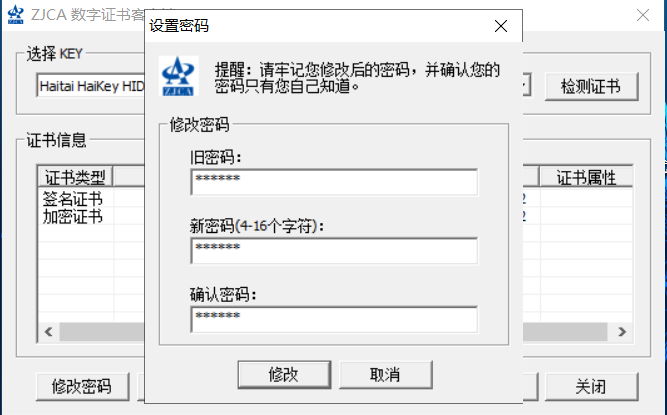 ZJCA 数字证书客
设置密码
选择 KEY
Haitai HaiKey HID
检测证书
提醒：请牢记您修改后的密码，并确认您的
密码只有您自己知道。
ZJCA
修改密码
证书信息
旧密码：
******
证书类型
证书属性
签名证书
2
加密证书
2
新密码(4-16个字符)：
******
确认密码：
******
修改
取消
修改密码
关闭